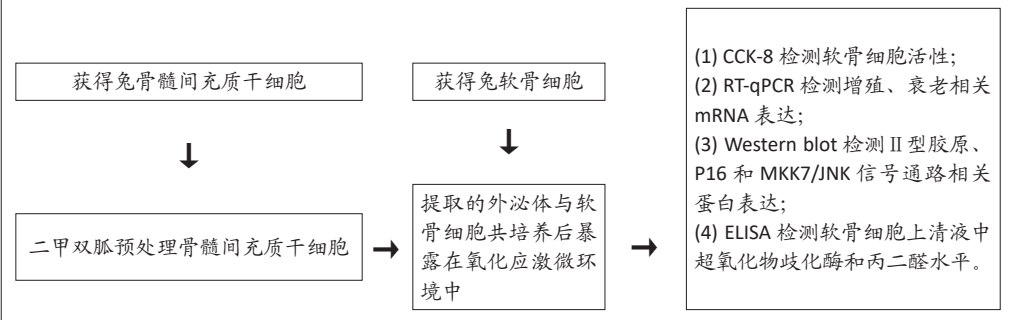 获得兔骨髓间充质干细胞
获得兔软骨细胞
二甲双胍预处理骨髓间充质干细胞
提取的外泌体与软
骨细胞共培养后暴
露在氧化应激微环
境中
(1) CCK-8 检测软骨细胞活性;
(2) RT-qPCR 检测增殖、衰老相关
mRNA 表达;
(3) Western blot 检测Ⅱ型胶原、
P16 和 MKK7/JNK 信号通路相关
蛋白表达;
(4) ELISA 检测软骨细胞上清液中
超氧化物歧化酶和丙二醛水平。